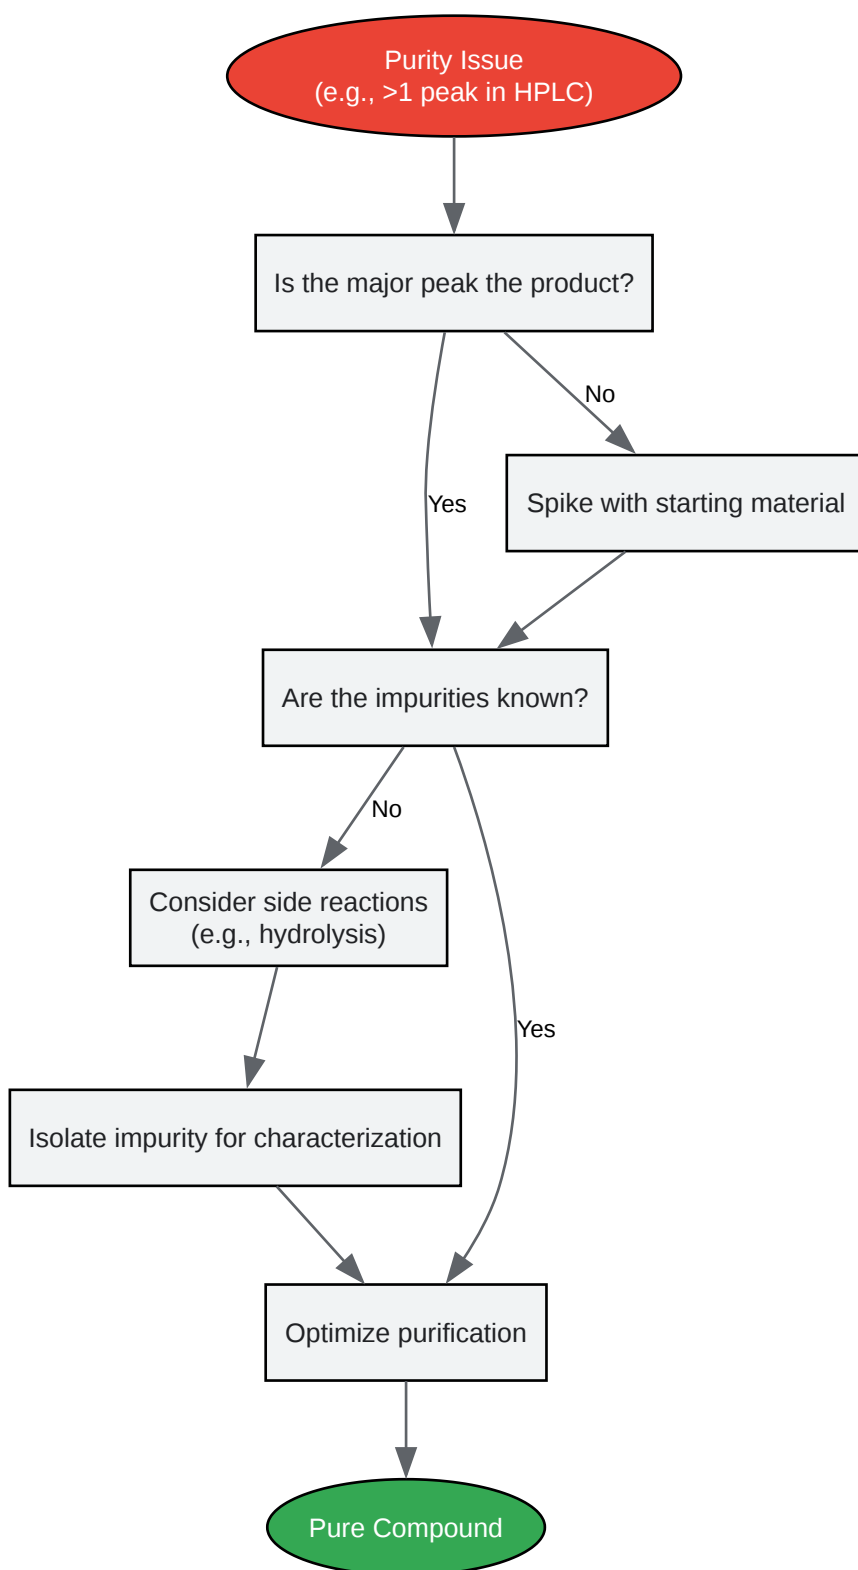 Purity Issue
(e.g., >1 peak in HPLC)
Is the major peak the product?
No
Spike with starting material
Yes
Are the impurities known?
No
Consider side reactions
(e.g., hydrolysis)
Yes
Isolate impurity for characterization
Optimize purification
Pure Compound